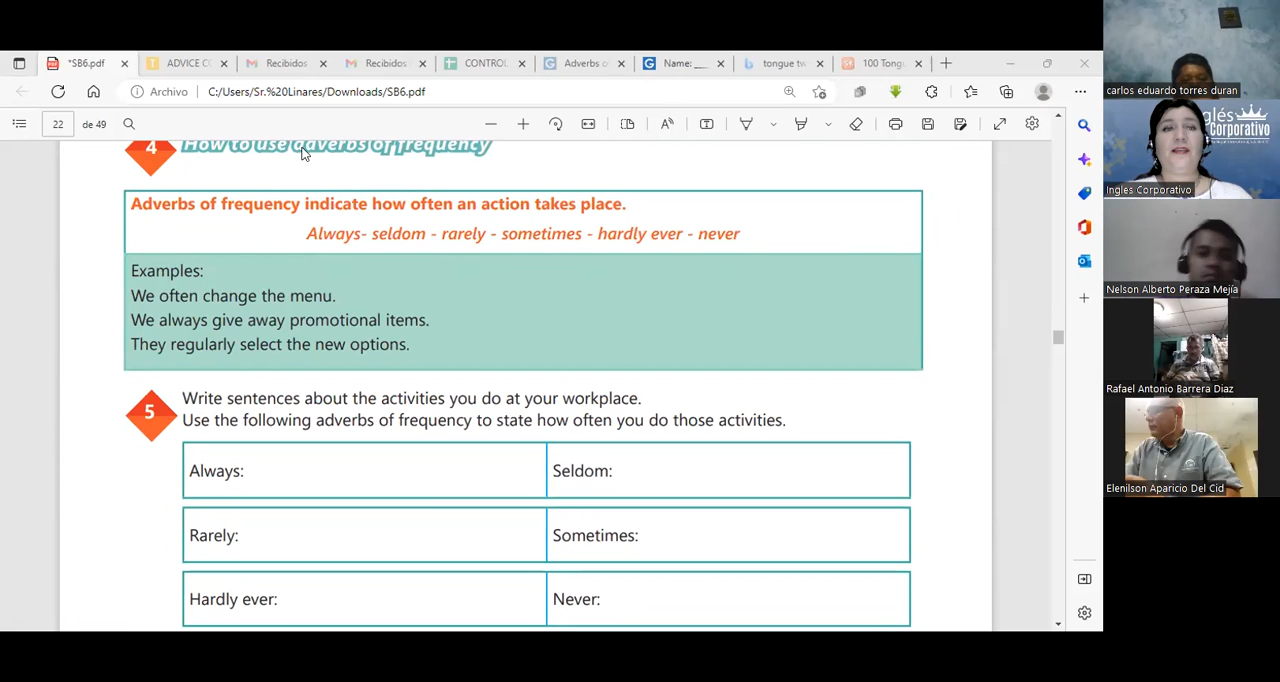 carlos eduardo torres duran
*SB6.pdf
ADVICE C
Recibidos
Recibidos
CONTROL
Adverbs o
Name: ___
tongue tw
100 Tong
Archivo
C:/Users/Sr.%20Linares/Downloads/SB6.pdf
22
de 49
glés
Corporativo
Ingles Corporativo
4
How to use adverbs of frequency
Adverbs of frequency indicate how often an action takes place.
Always- seldom - rarely - sometimes - hardly ever - never
Examples:
We often change the menu.
We always give away promotional items.
They regularly select the new options.
Nelson Alberto Peraza Mejía
Rafael Antonio Barrera Diaz
5
Write sentences about the activities you do at your workplace.
Use the following adverbs of frequency to state how often you do those activities.
Always:
Seldom:
Rarely:
Sometimes:
Hardly ever:
Never:
Elenilson Aparicio Del Cid